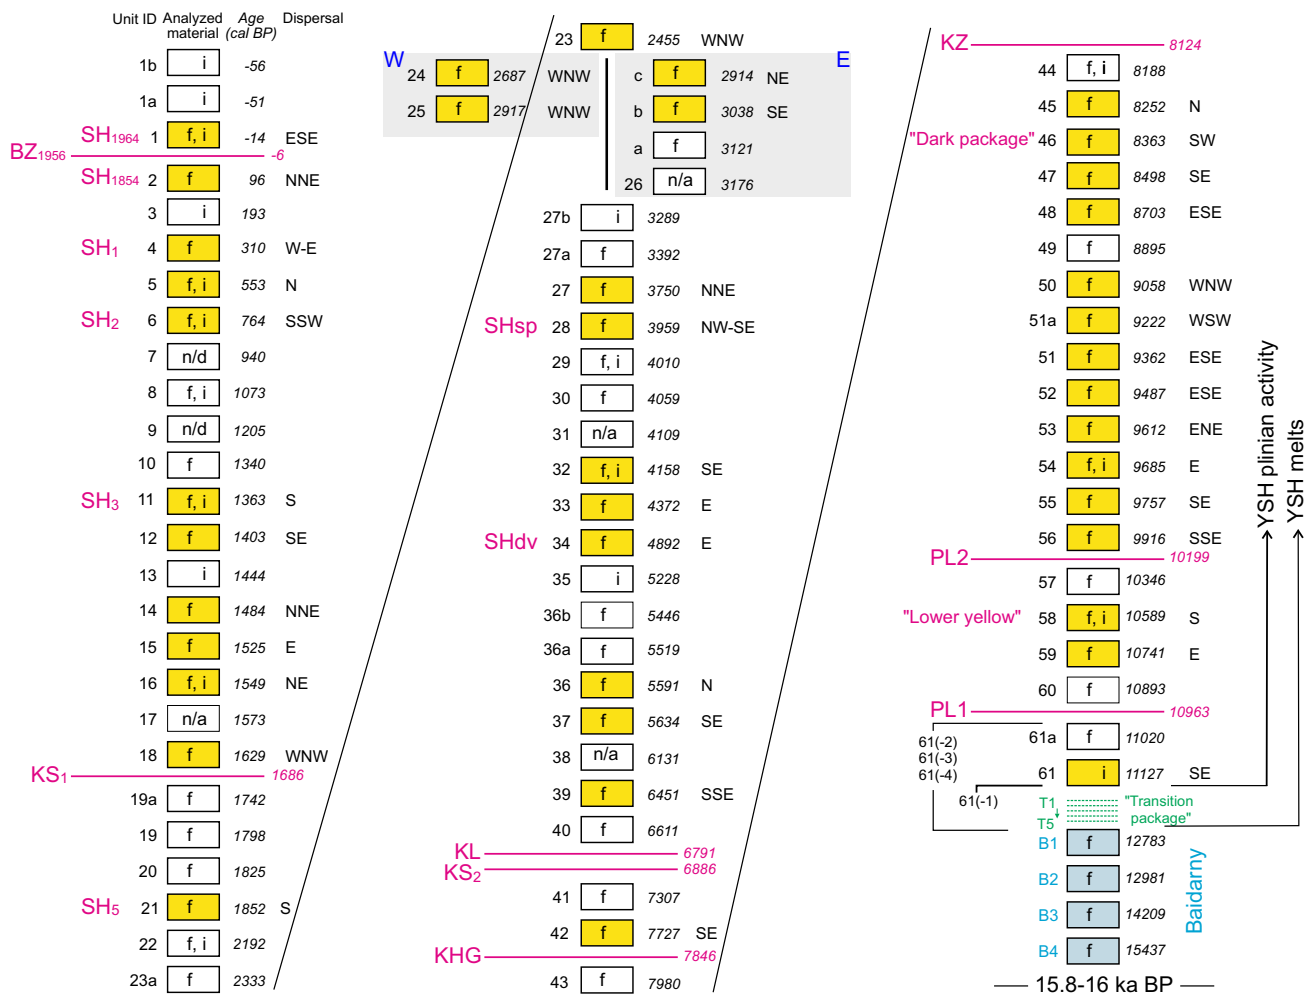 Unit ID Analyzed material Age (cal BP) Dispersal
1b i -56
1a i -51
SH1964 1 f, i -14 ESE
BZ1956 -6
SH1854 2 f 96 NNE
3 i 193
SH1 4 f 310 W-E
5 f, i 553 N
SH2 6 f, i 764 SSW
7 n/d 940
8 f, i 1073
9 n/d 1205
10 f 1340
SH3 11 f, i 1363 S
12 f 1403 SE
13 i 1444
14 f 1484 NNE
15 f 1525 E
16 f, i 1549 NE
17 n/a 1573
18 f 1629 WNW
KS1 1686
19a f 1742
19 f 1798
20 f 1825
SH5 21 f 1852 S
22 f, i 2192
23a f 2333
23 f 2455 WNW
W
24 f 2687 WNW
25 f 2917 WNW
E
c f 2914 NE
b f 3038 SE
a f 3121
26 n/a 3176
27b i 3289
27a f 3392
27 f 3750 NNE
SHsp 28 f 3959 NW-SE
29 f, i 4010
30 f 4059
31 n/a 4109
32 f, i 4158 SE
33 f 4372 E
SHdv 34 f 4892 E
35 i 5228
36b f 5446
36a f 5519
36 f 5591 N
37 f 5634 SE
38 n/a 6131
39 f 6451 SSE
40 f 6611
KL 6791
KS2 6886
41 f 7307
42 f 7727 SE
KHG 7846
43 f 7980
KZ 8124
44 f, i 8188
45 f 8252 N
"Dark package" 46 f 8363 SW
47 f 8498 SE
48 f 8703 ESE
49 f 8895
50 f 9058 WNW
51a f 9222 WSW
51 f 9362 ESE
52 f 9487 ESE
53 f 9612 ENE
54 f, i 9685 E
55 f 9757 SE
56 f 9916 SSE
PL2 10199
57 f 10346
"Lower yellow" 58 f, i 10589 S
59 f 10741 E
60 f 10893
PL1 10963
61a f 11020
61(-2)
61(-3)
61(-4)
61 i 11127 SE
61(-1)
T1 "Transition
T5 package"
B1 f 12783
B2 f 12981
B3 f 14209
B4 f 15437
Baidarny
15.8-16 ka BP
YSH plinian activity
YSH melts